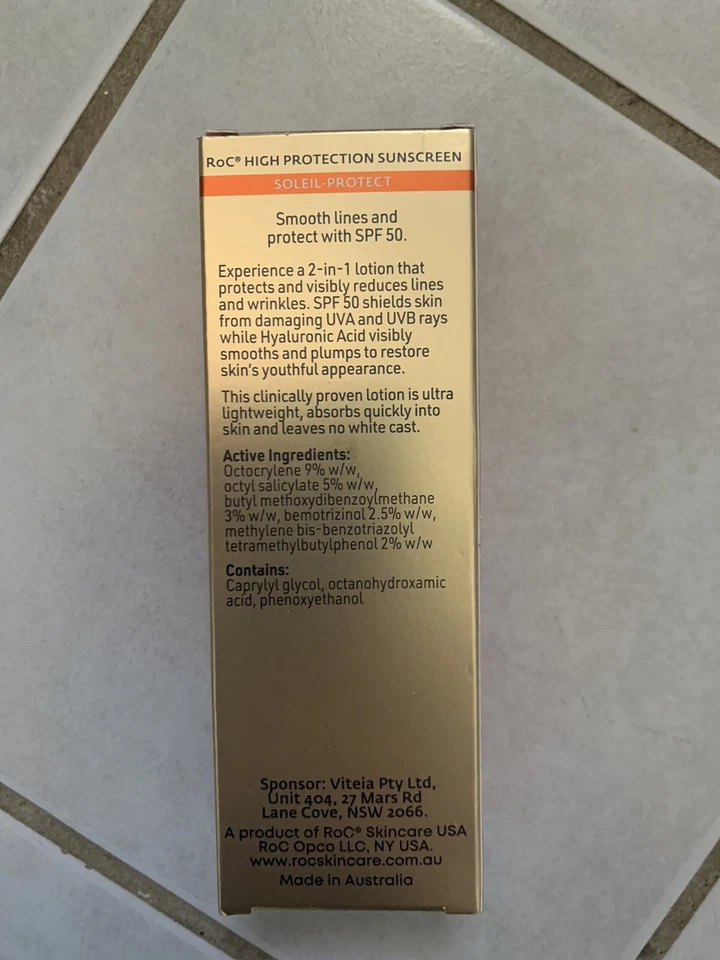 RoC® HIGH PROTECTION SUNSCREEN
SOLEIL-PROTECT
Smooth lines and
protect with SPF 50.
Experience a 2-in-1 lotion that
protects and visibly reduces lines
and wrinkles. SPF 50 shields skin
from damaging UVA and UVB rays
while Hyaluronic Acid visibly
smooths and plumps to restore
skin's youthful appearance.
This clinically proven lotion is ultra
lightweight, absorbs quickly into
skin and leaves no white cast.
Active Ingredients:
Octocrylene 9% w/w,
octyl salicylate 5% w/w,
butyl methoxydibenzoylmethane
3% w/w, bemotrizinol 2.5% w/w,
methylene bis-benzotriazolyl
tetramethylbutylphenol 2% w/w
Contains:
Caprylyl glycol, octanohydroxamic
acid, phenoxyethanol
Sponsor: Viteia Pty Ltd,
Unit 404, 27 Mars Rd
Lane Cove, NSW 2066.
A product of RoC® Skincare USA
RoC Opco LLC, NY USA.
www.rocskincare.com.au
Made in Australia